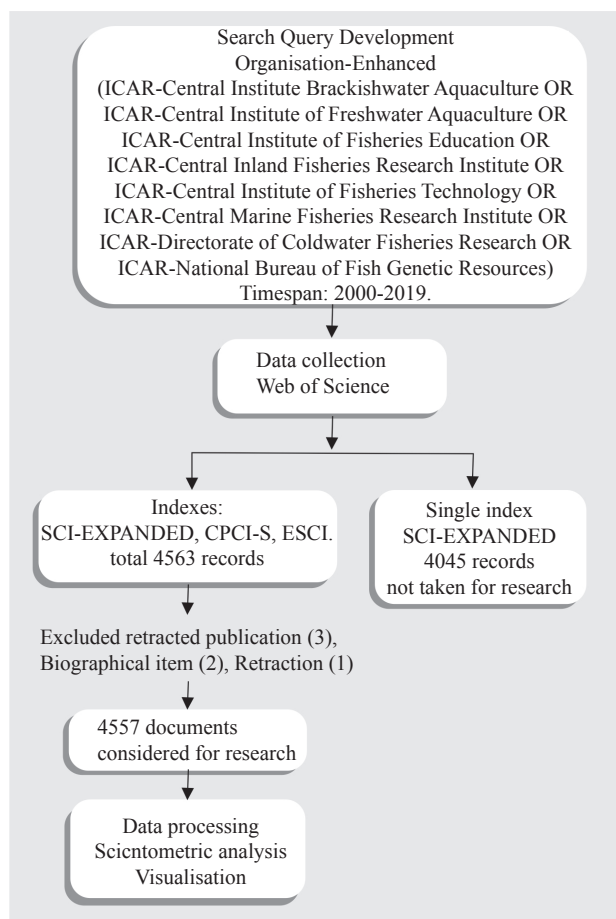 Search Query Development
Organisation-Enhanced
(ICAR-Central Institute Brackishwater Aquaculture OR
ICAR-Central Institute of Freshwater Aquaculture OR
ICAR-Central Institute of Fisheries Education OR
ICAR-Central Inland Fisheries Research Institute OR
ICAR-Central Institute of Fisheries Technology OR
ICAR-Central Marine Fisheries Research Institute OR
ICAR-Directorate of Coldwater Fisheries Research OR
ICAR-National Bureau of Fish Genetic Resources)
Timespan: 2000-2019.
Data collection
Web of Science
Indexes:
SCI-EXPANDED, CPCI-S, ESCI.
total 4563 records
Single index
SCI-EXPANDED
4045 records
not taken for research
Excluded retracted publication (3),
Biographical item (2), Retraction (1)
4557 documents
considered for research
Data processing
Scicntometric analysis
Visualisation